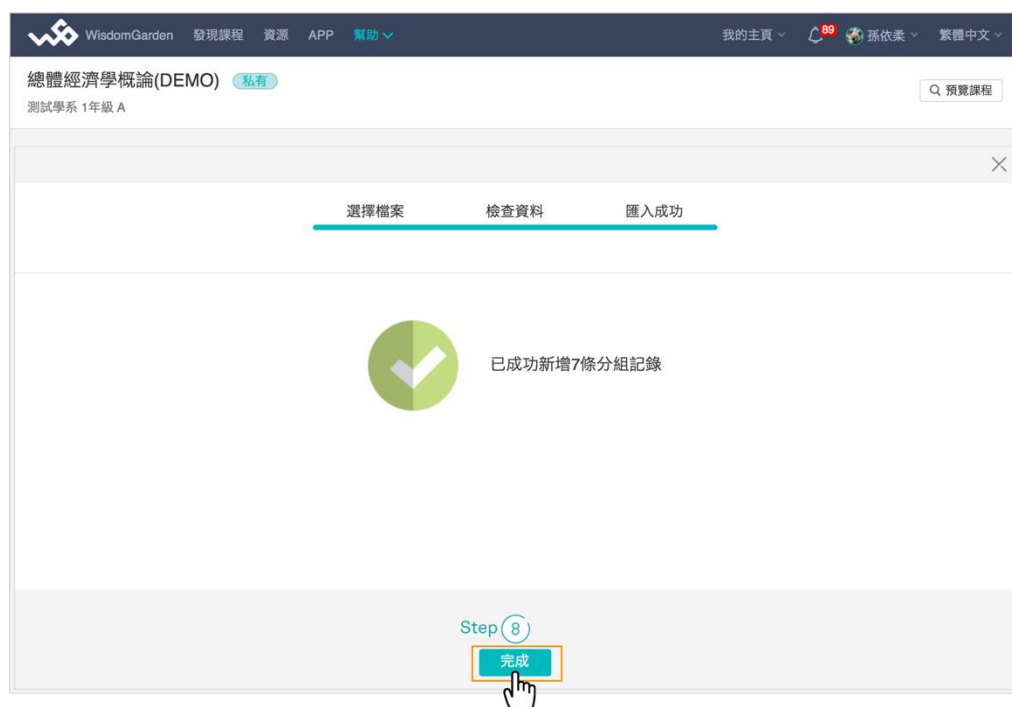 WisdomGarden 發現課程 資源 APP 幫助 我的主頁 89 孫依柔 繁體中文
總體經濟學概論(DEMO) 私有
測試學系 1年級 A
預覽課程
選擇檔案 檢查資料 匯入成功
已成功新增7條分組記錄
Step 8
完成